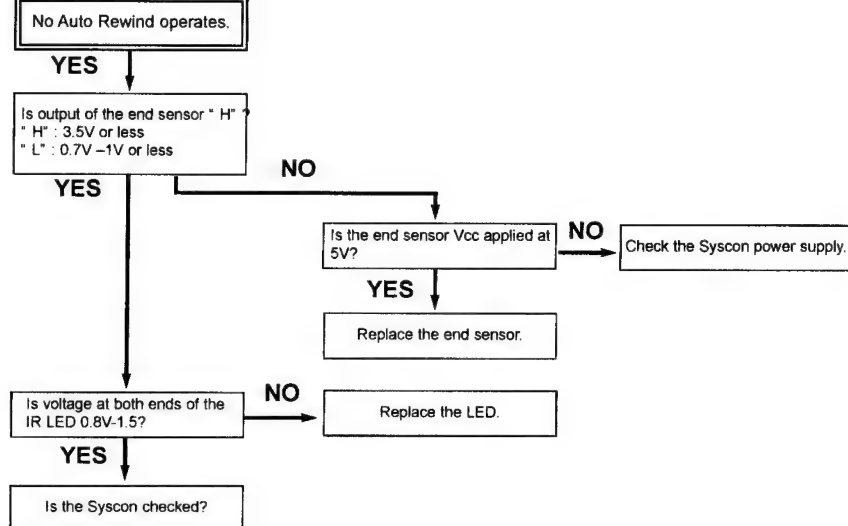 No Auto Rewind operates.
YES
Is output of the end sensor " H" ?
" H" : 3.5V or less
" L" : 0.7V –1V or less
YES
NO
Is the end sensor Vcc applied at
5V?
NO
Check the Syscon power supply.
YES
Replace the end sensor.
Is voltage at both ends of the
IR LED 0.8V-1.5?
NO
Replace the LED.
YES
Is the Syscon checked?